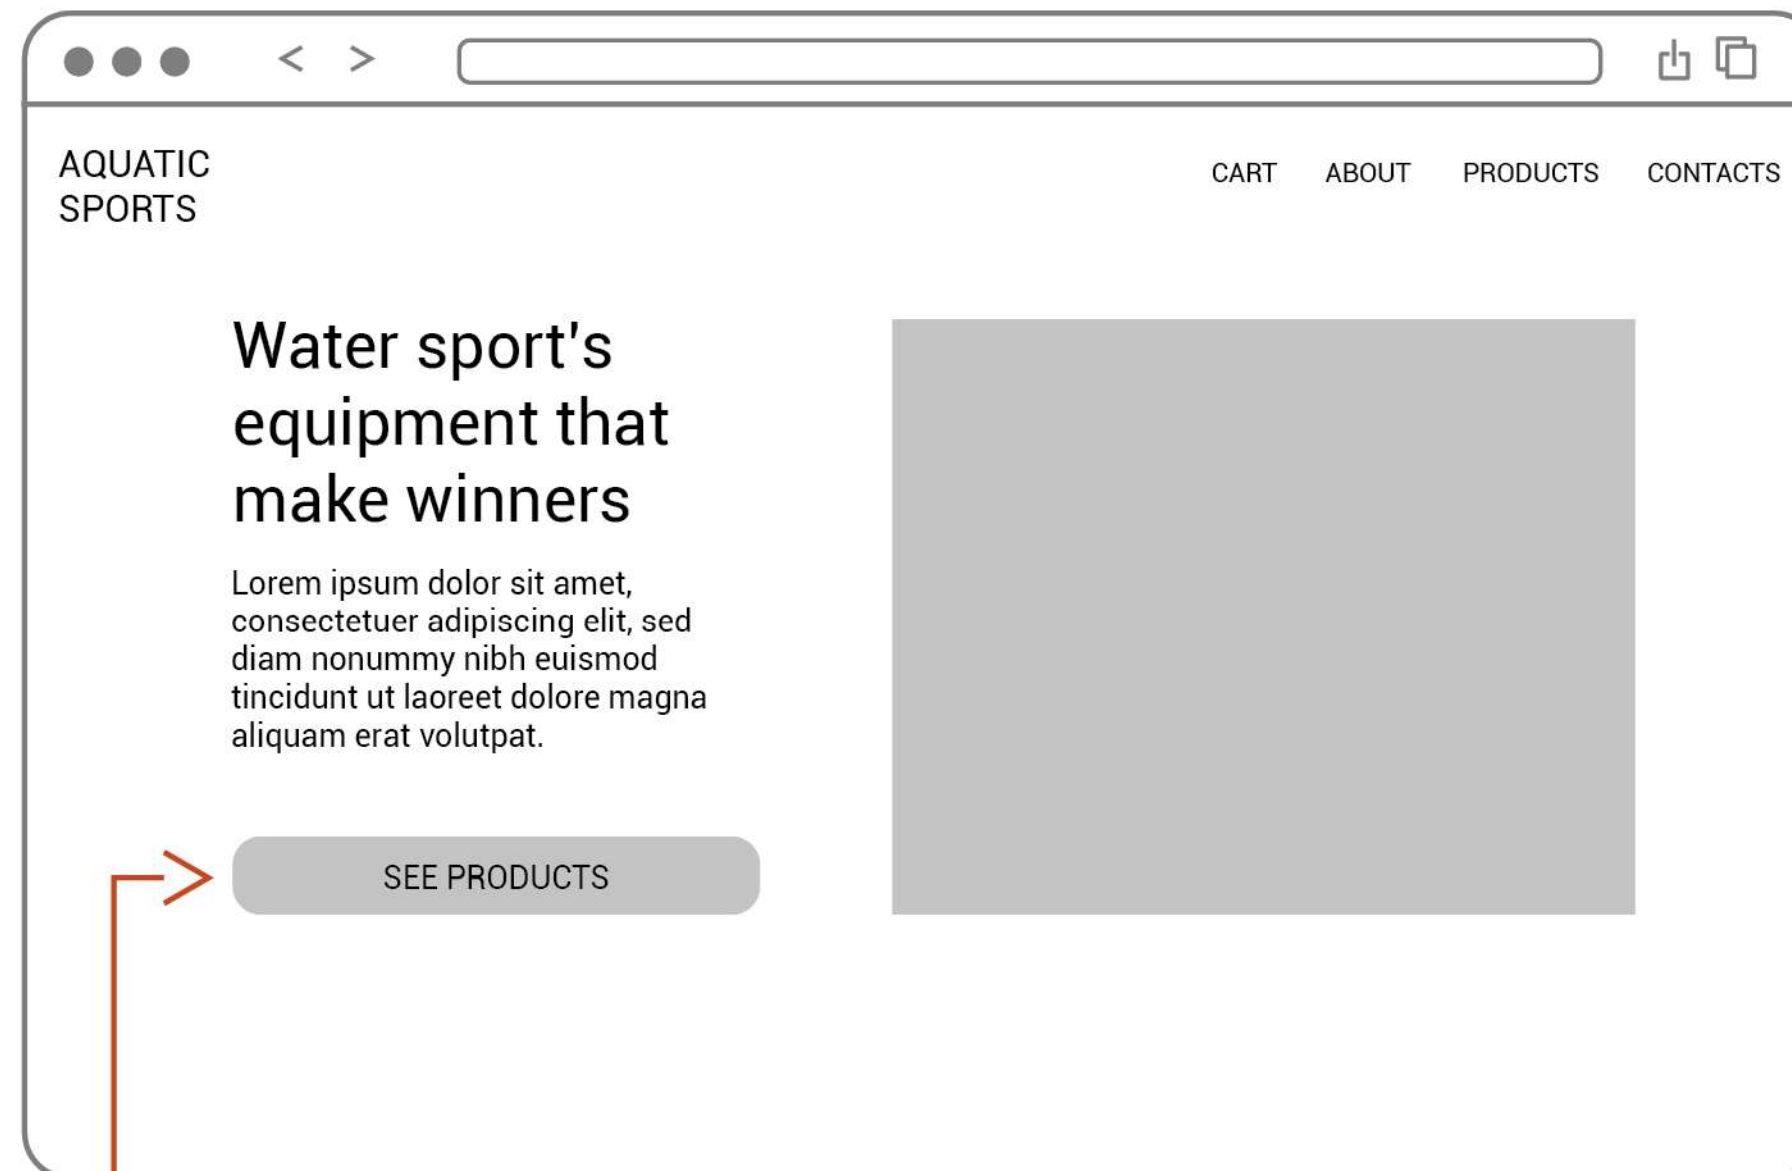 AQUATIC
SPORTS
CART ABOUT PRODUCTS CONTACTS
Water sport's
equipment that
make winners
Lorem ipsum dolor sit amet,
consectetuer adipiscing elit, sed
diam nonummy nibh euismod
tincidunt ut laoreet dolore magna
aliquam erat volutpat.
SEE PRODUCTS